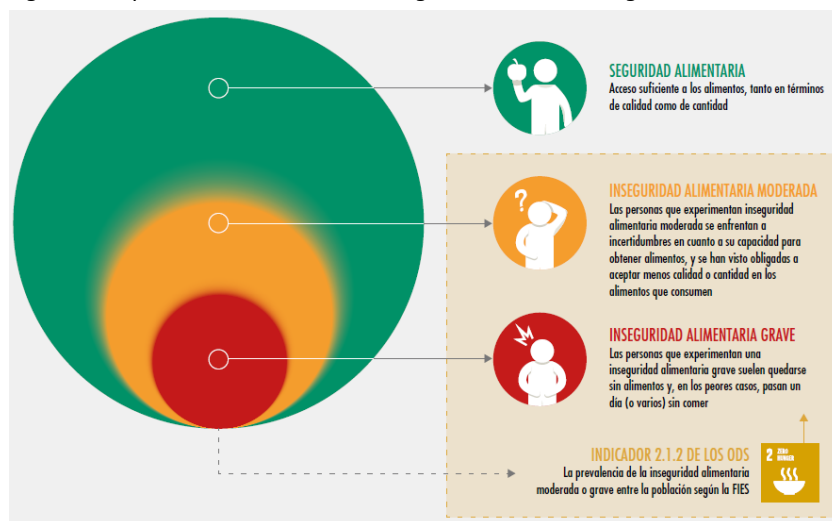 SEGURIDAD ALIMENTARIA
Acceso suficiente a los alimentos, tanto en términos
de calidad como de cantidad
?
INSEGURIDAD ALIMENTARIA MODERADA
Las personas que experimentan inseguridad
alimentaria moderada se enfrentan a
incertidumbres en cuanto a su capacidad para
obtener alimentos, y se han visto obligadas a
aceptar menos calidad o cantidad en los
alimentos que consumen
INSEGURIDAD ALIMENTARIA GRAVE
Las personas que experimentan una
inseguridad alimentaria grave suelen quedarse
sin alimentos y, en los peores casos, pasan un
día (o varios) sin comer
INDICADOR 2.1.2 DE LOS ODS
La prevalencia de la inseguridad alimentaria
moderada o grave entre la población según la FIES
2 ZERO
HUNGER